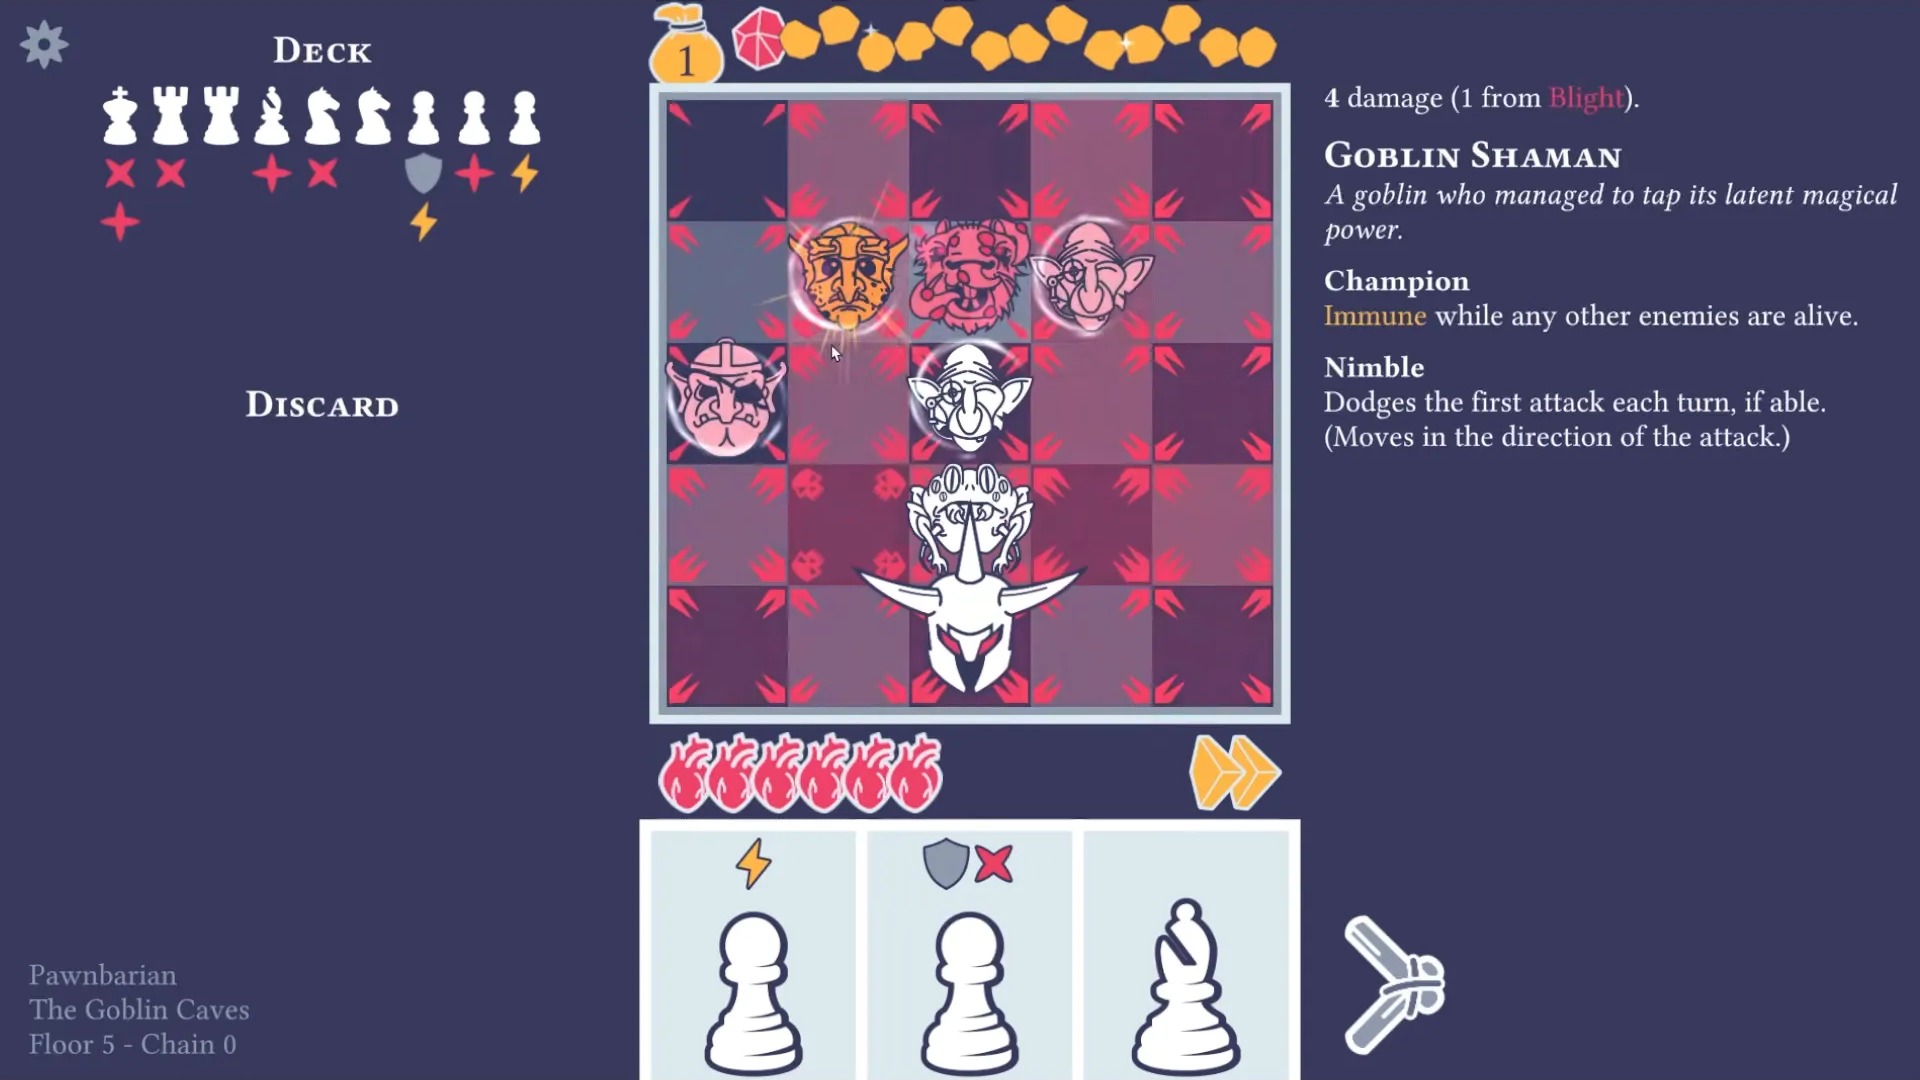 DECK
1
4 damage (1 from Blight).
GOBLIN SHAMAN
A goblin who managed to tap its latent magical
power.
Champion
Immune while any other enemies are alive.
Nimble
Dodges the first attack each turn, if able.
(Moves in the direction of the attack.)
DISCARD
Pawnbarian
The Goblin Caves
Floor 5 - Chain 0